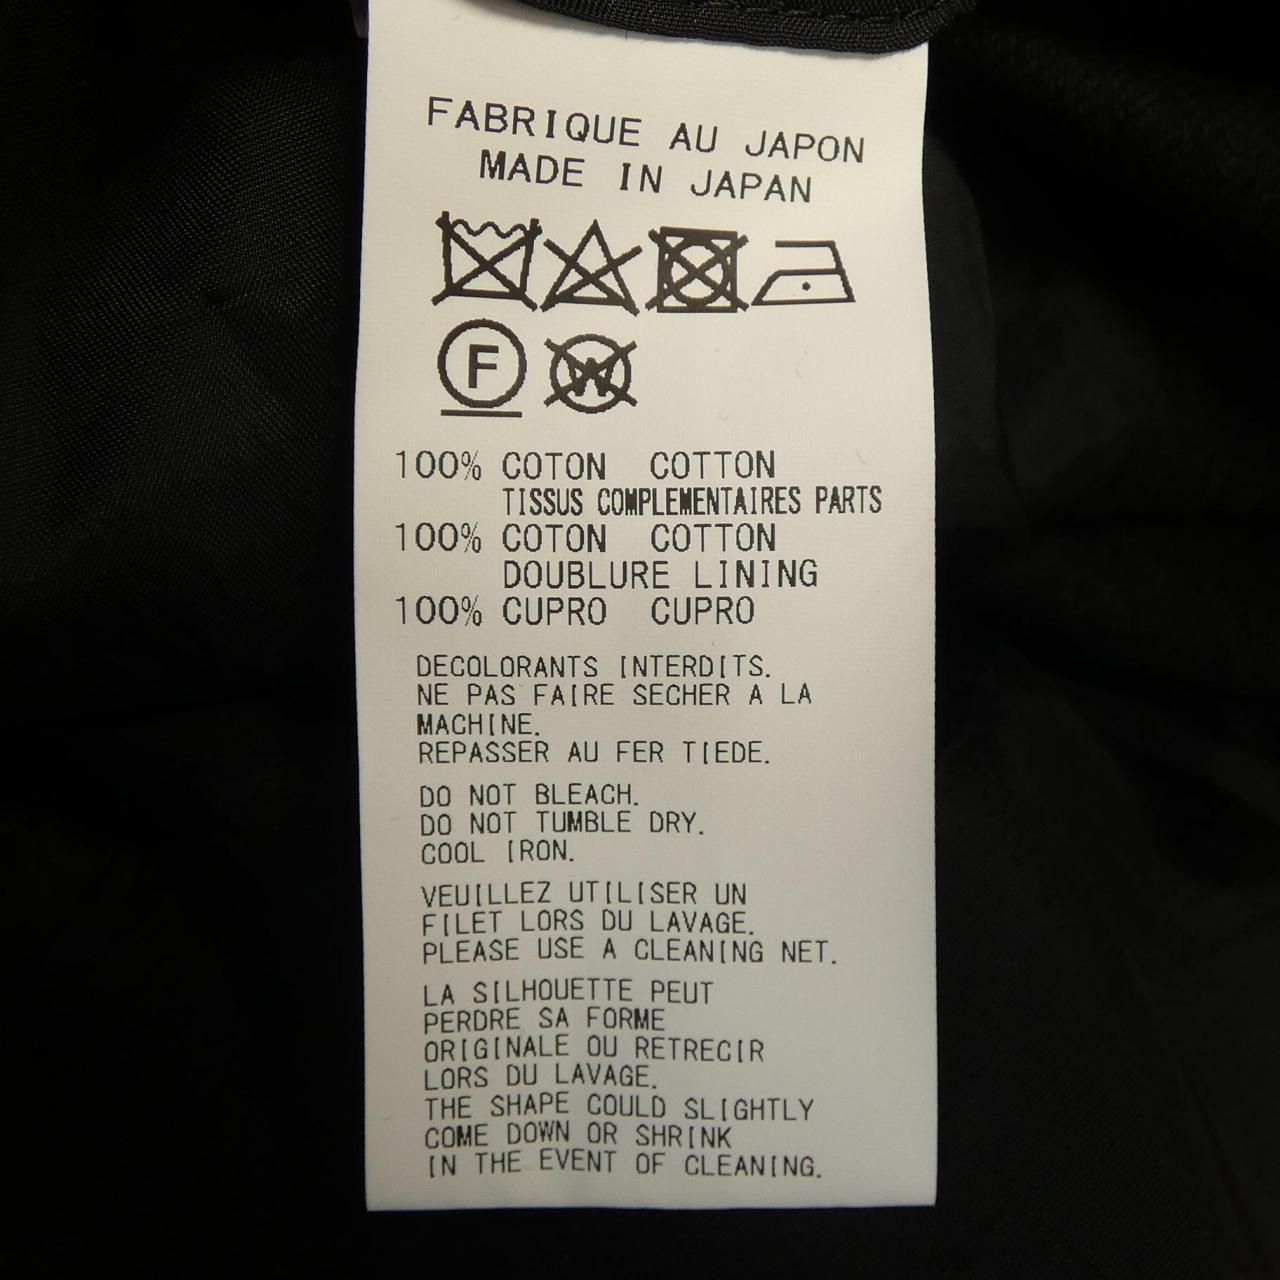 FABRIQUE AU JAPON
MADE IN JAPAN
F W
100% COTON COTTON
TISSUS COMPLEMENTAIRES PARTS
100% COTON COTTON
DOUBLURE LINING
100% CUPRO CUPRO
DECOLORANTS INTERDITS.
NE PAS FAIRE SECHER A LA
MACHINE.
REPASSER AU FER TIEDE.
DO NOT BLEACH.
DO NOT TUMBLE DRY.
COOL IRON.
VEUILLEZ UTILISER UN
FILET LORS DU LAVAGE.
PLEASE USE A CLEANING NET.
LA SILHOUETTE PEUT
PERDRE SA FORME
ORIGINALE OU RETRECIR
LORS DU LAVAGE.
THE SHAPE COULD SLIGHTLY
COME DOWN OR SHRINK
IN THE EVENT OF CLEANING.